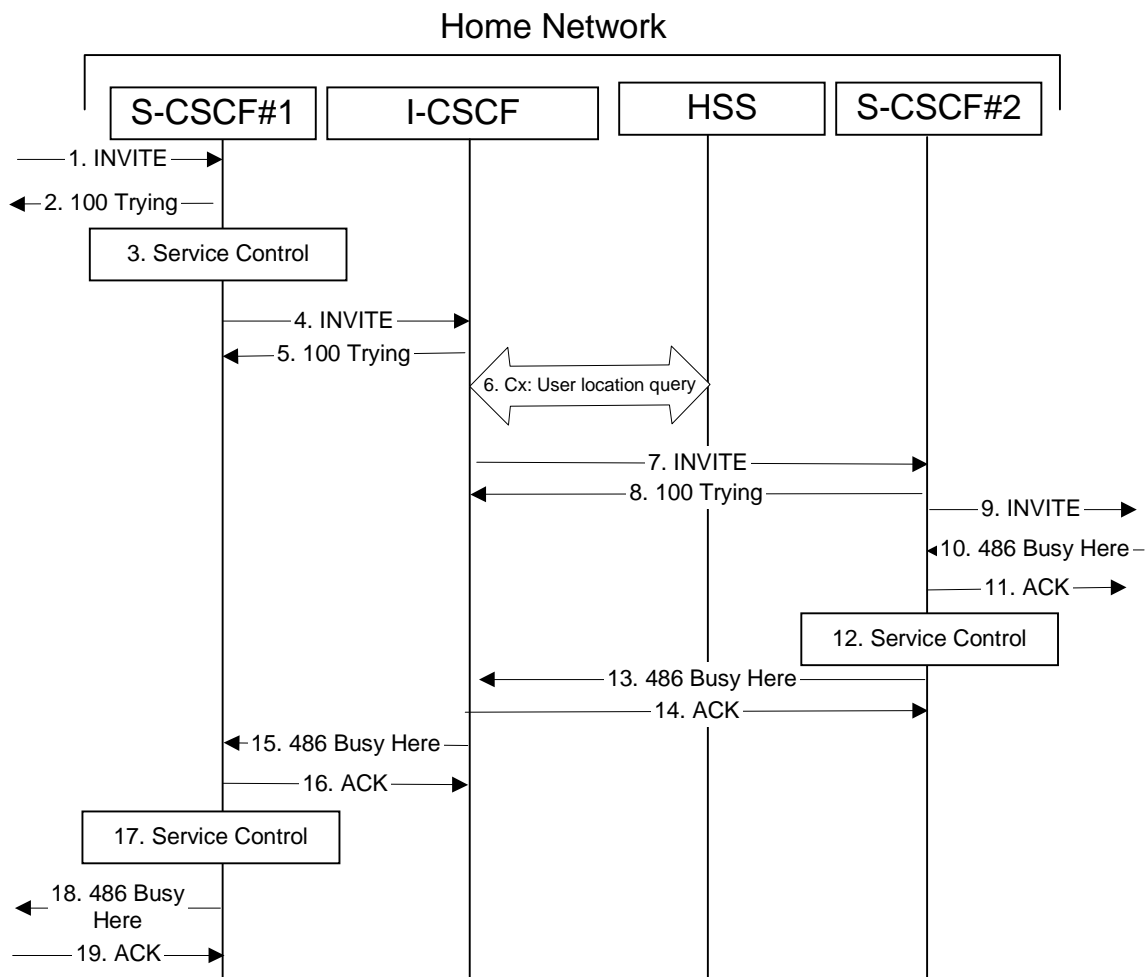 Home Network
S-CSCF#1
I-CSCF
HSS
S-CSCF#2
1. INVITE
2. 100 Trying
3. Service Control
4. INVITE
5. 100 Trying
6. Cx: User location query
7. INVITE
8. 100 Trying
9. INVITE
10. 486 Busy Here
11. ACK
12. Service Control
13. 486 Busy Here
14. ACK
15. 486 Busy Here
16. ACK
17. Service Control
18. 486 Busy
Here
19. ACK